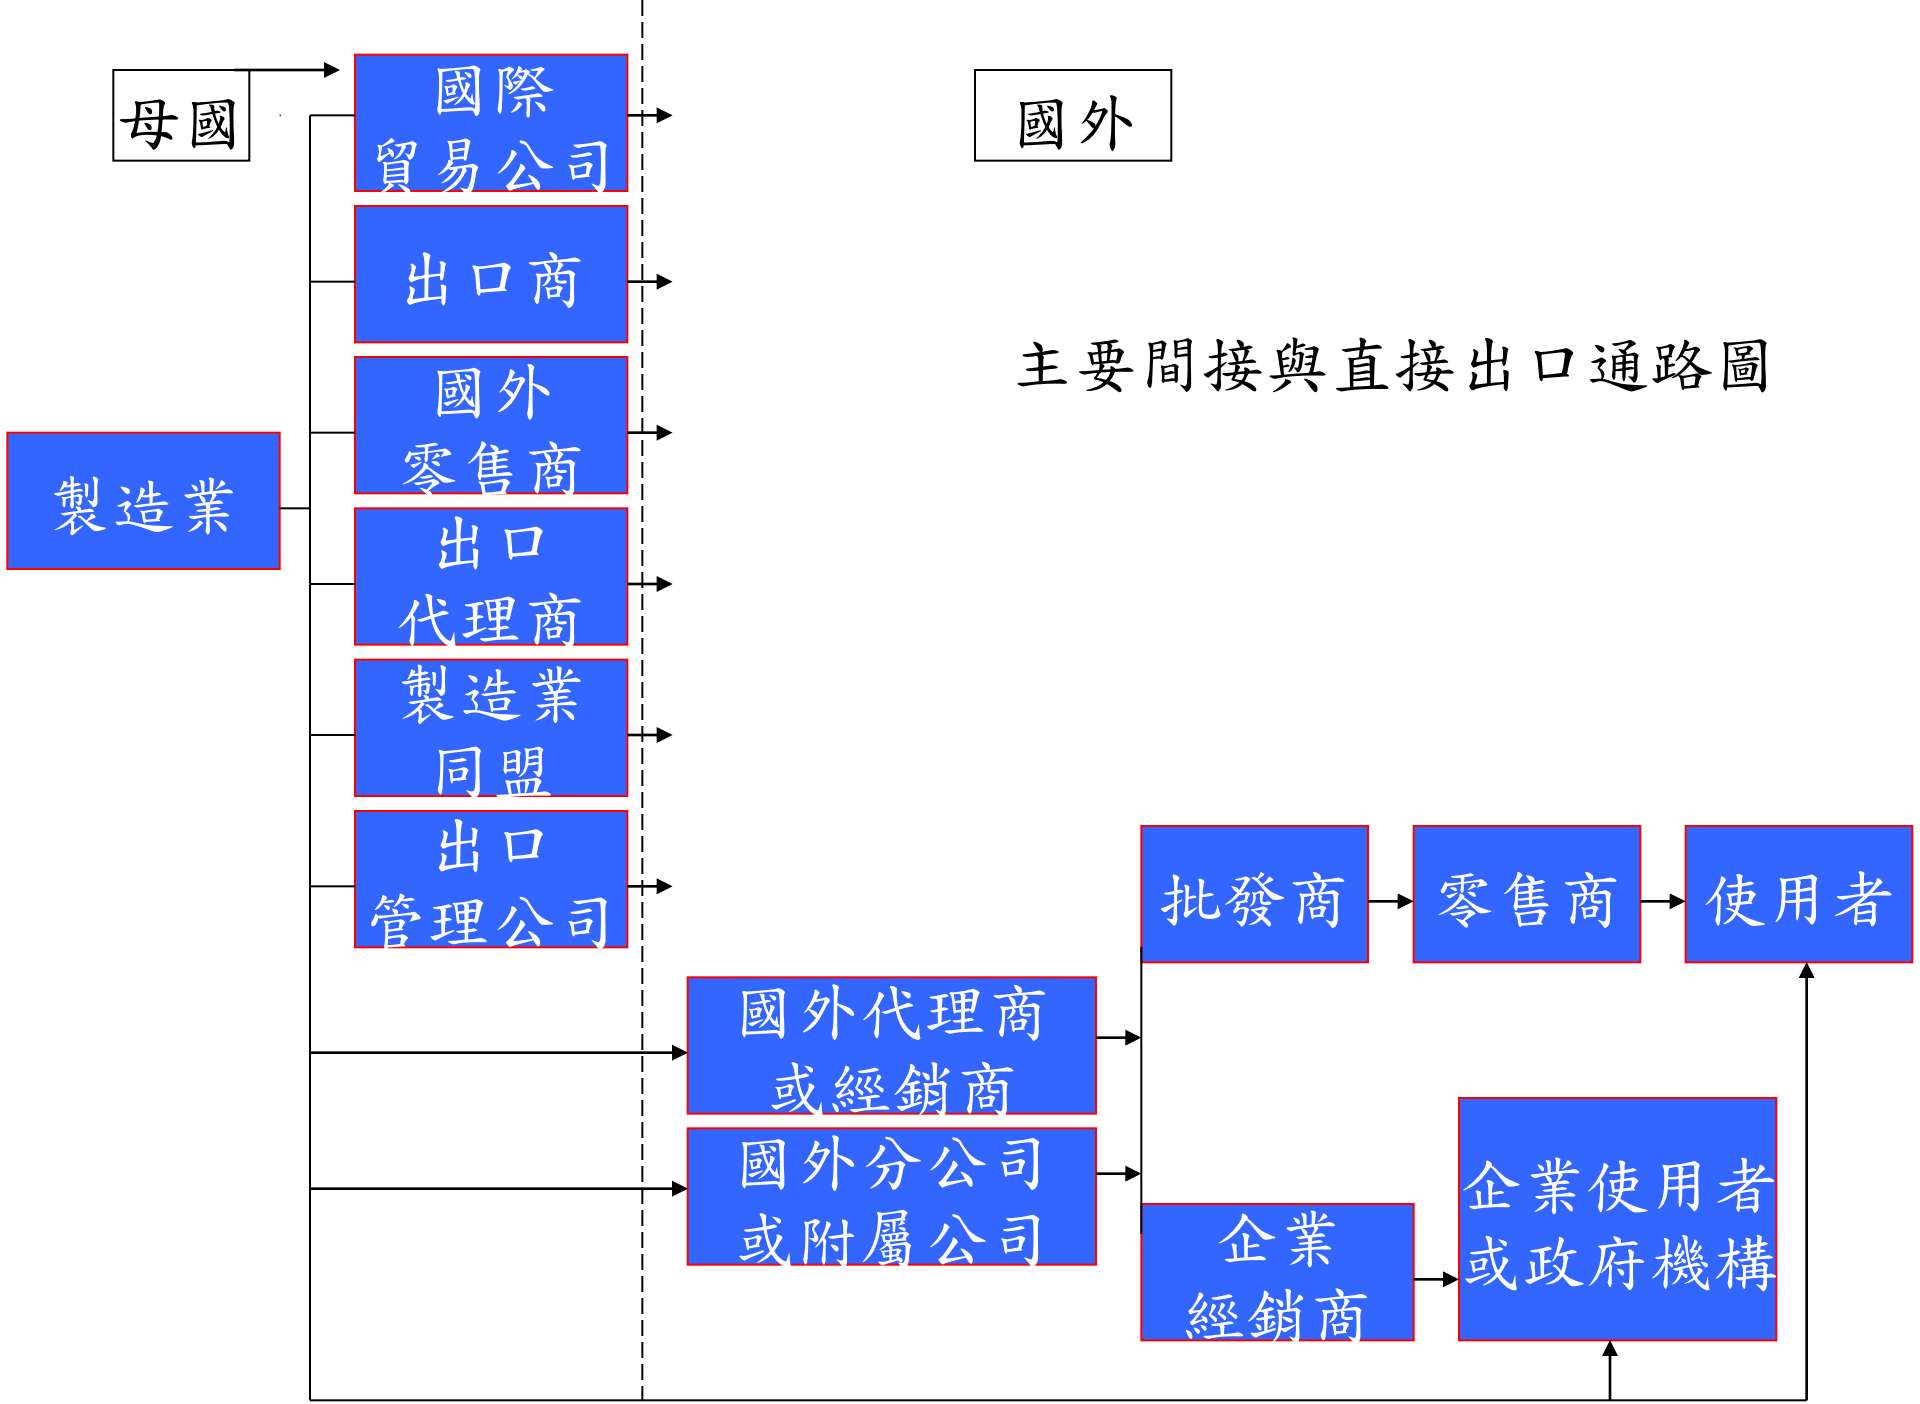 母國
國外
國際
貿易公司
出口商
主要間接與直接出口通路圖
國外
零售商
製造業
出口
代理商
製造業
同盟
出口
管理公司
批發商
零售商
使用者
國外代理商
或經銷商
國外分公司
或附屬公司
企業
經銷商
企業使用者
或政府機構